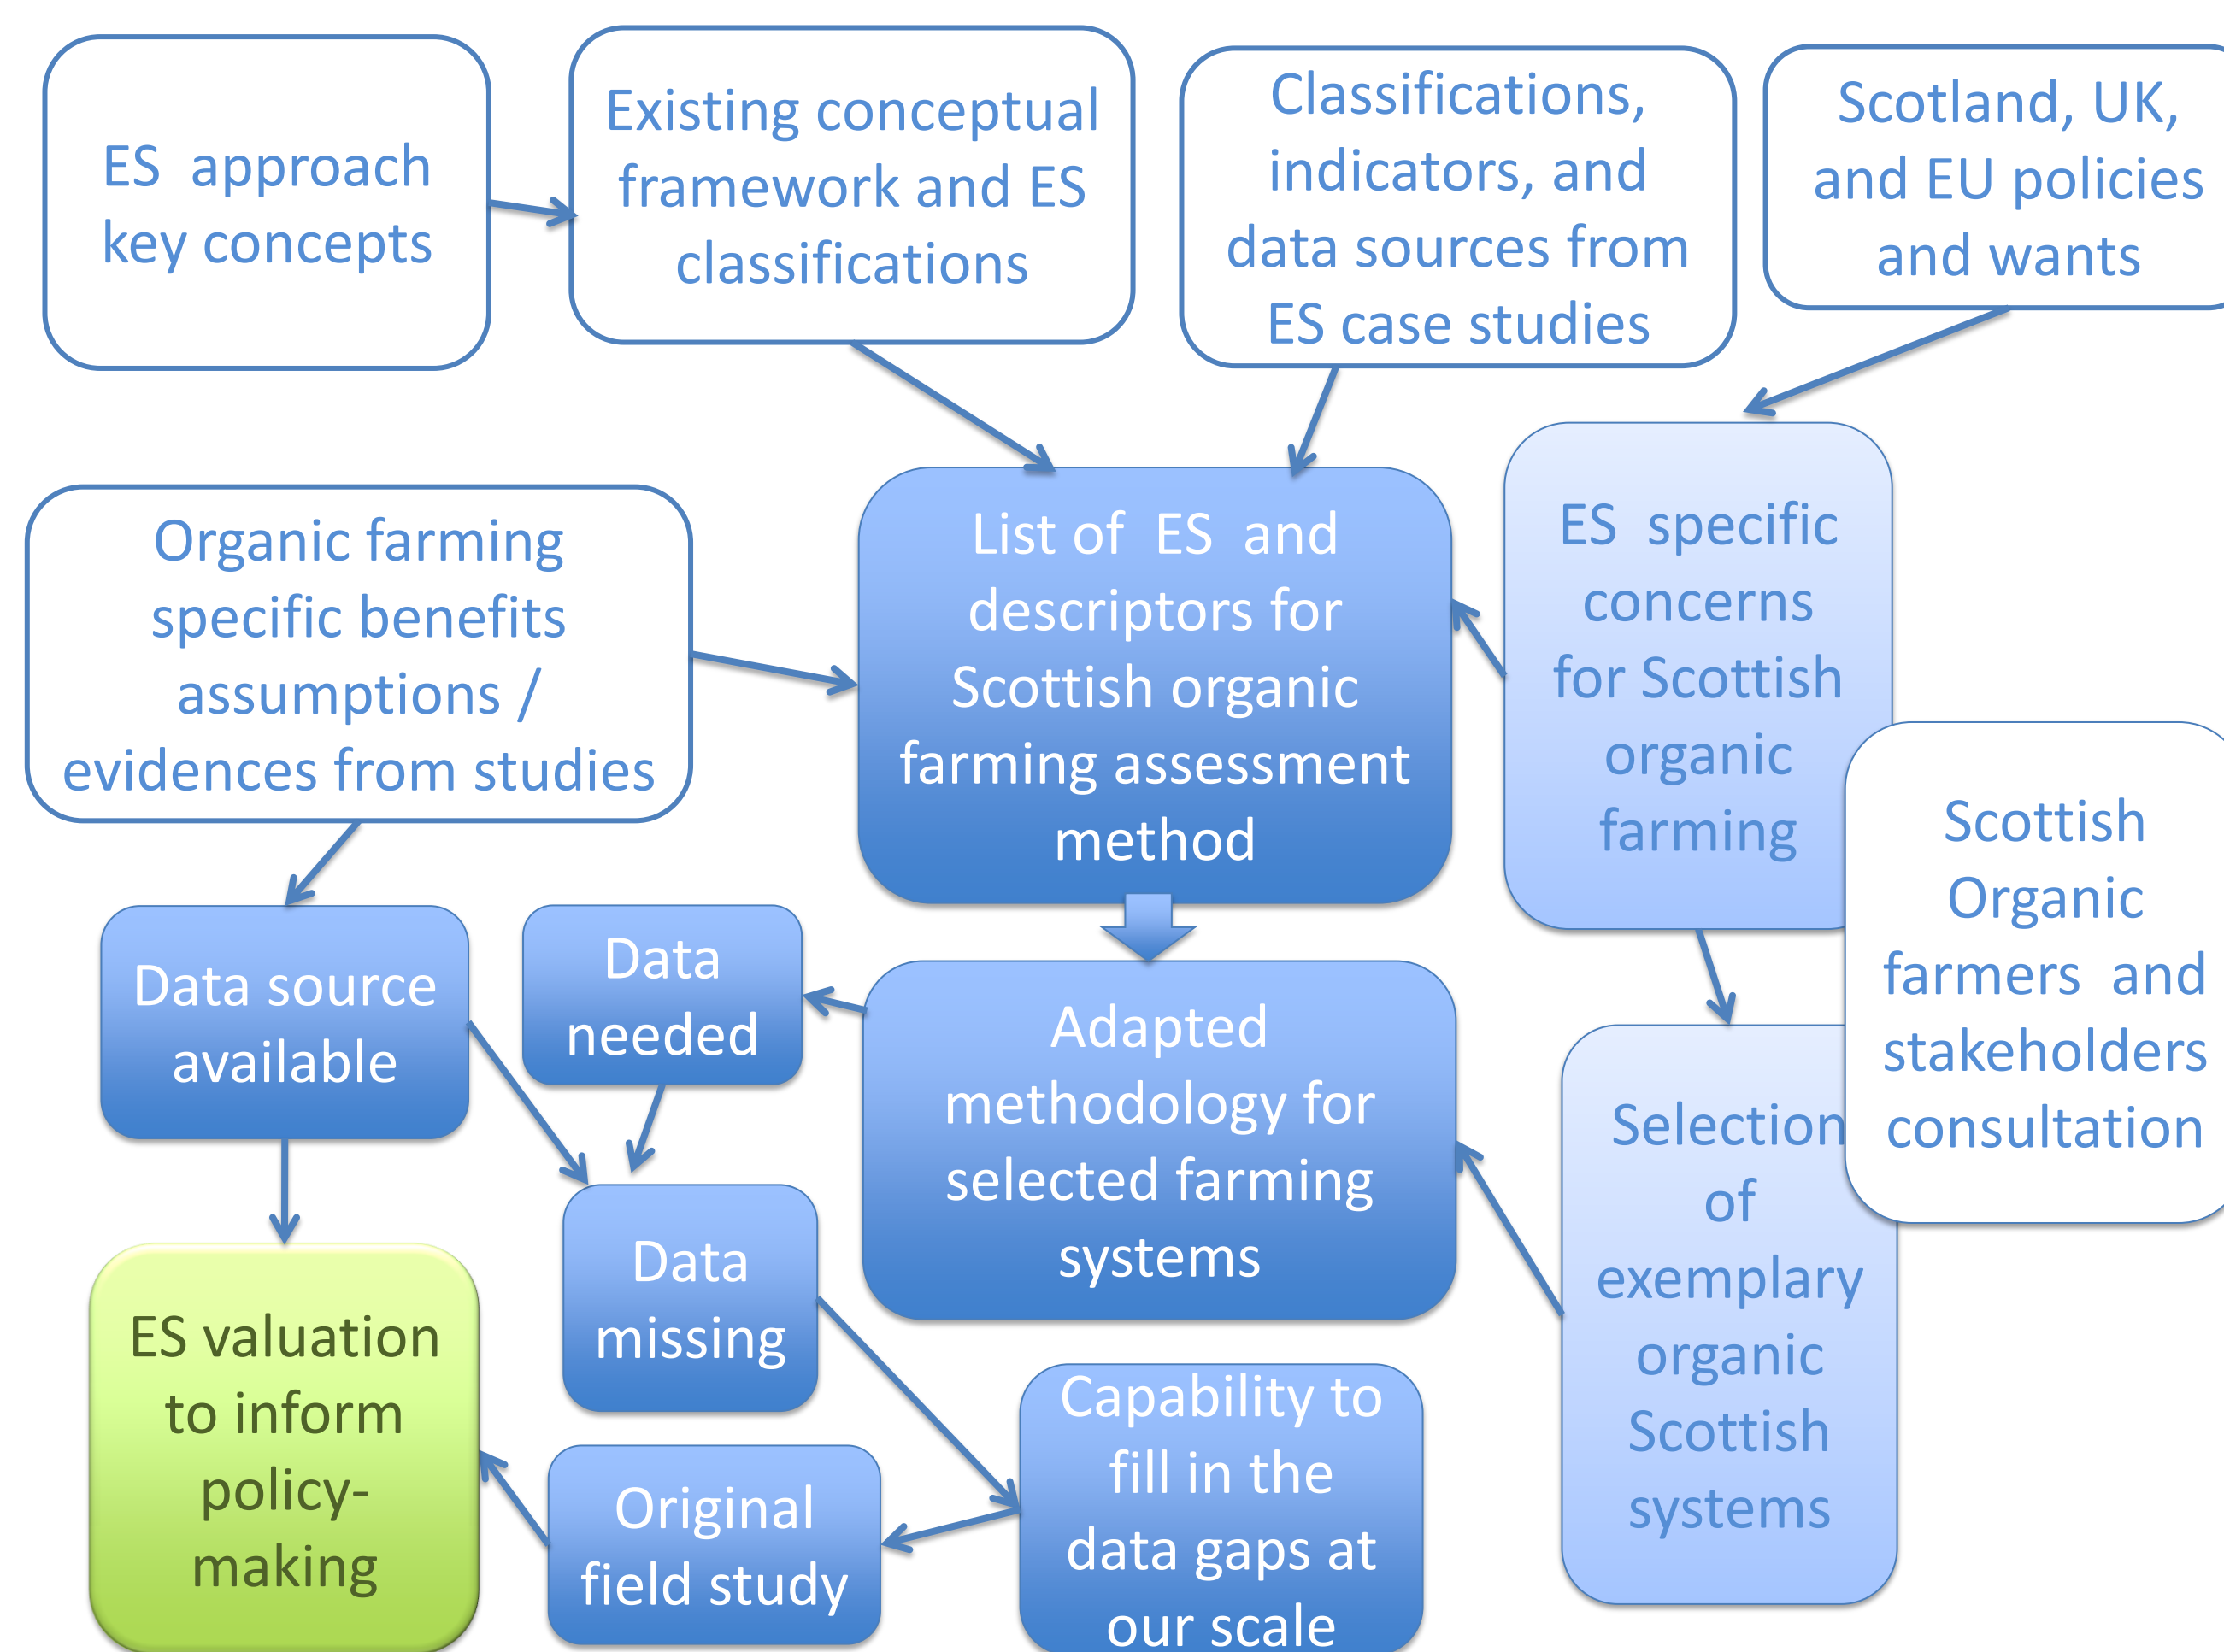 ES approach
key concepts
Existing conceptual
framework and ES
classifications
Classifications,
indicators, and
data sources from
ES case studies
Scotland, UK,
and EU policies
and wants
Organic farming
specific benefits
assumptions /
evidences from studies
List of ES and
descriptors for
Scottish organic
farming assessment
method
ES specific
concerns
for Scottish
organic
farming
Scottish
Organic
farmers and
stakeholders
consultation
Data source
available
Data
needed
Adapted
methodology for
selected farming
systems
Selection
of
exemplary
organic
Scottish
systems
Data
missing
ES valuation
to inform
policy-
making
Original
field study
Capability to
fill in the
data gaps at
our scale